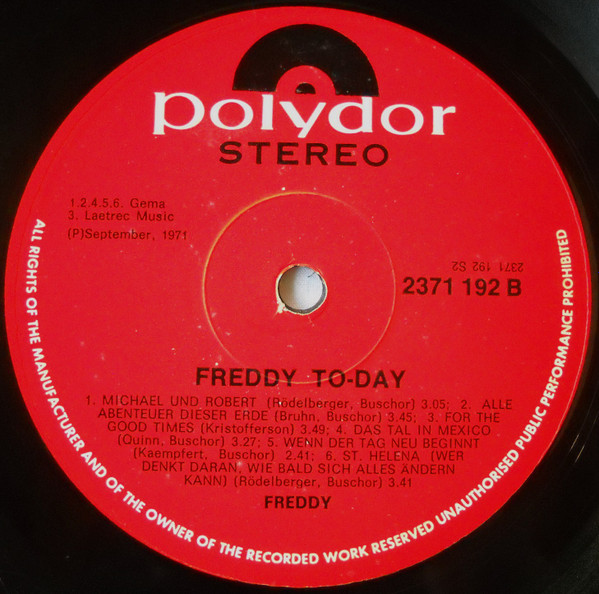 polydor
STEREO
1.2.4.5.6. Gema
3. Laetrec Music
(P)September, 1971
2371 192 S2
2371 192 B
FREDDY TO-DAY
1. MICHAEL UND ROBERT (Rödelberger, Buschor) 3.05; 2. ALLE
ABENTEUER DIESER ERDE (Bruhn, Buschor) 3.45; 3. FOR THE
GOOD TIMES (Kristofferson) 3,49; 4. DAS TAL IN MEXICO
(Quinn, Buschor) 3.27; 5. WENN DER TAG NEU BEGINNT
(Kaempfert, Buschor) 2.41; 6. ST. HELENA (WER
DENKT DARAN, WIE BALD SICH ALLES ÄNDERN
KANN) (Rödelberger, Buschor) 3.41
FREDDY
ALL RIGHTS OF THE MANUFACTURER AND OF THE OWNER OF THE RECORDED WORK RESERVED UNAUTHORISED PUBLIC PERFORMANCE PROHIBITED